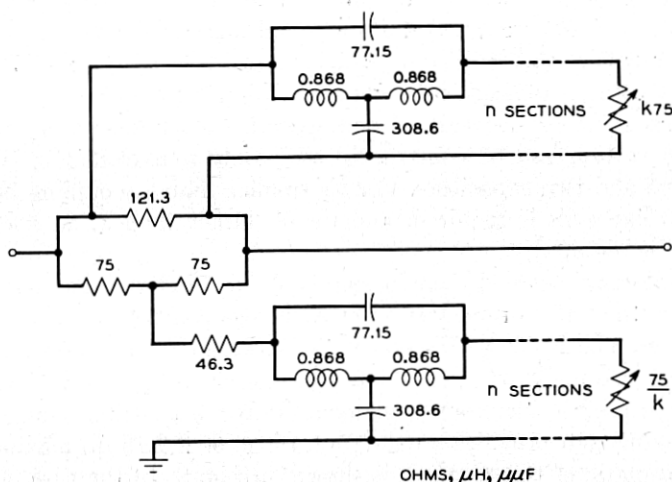 77.15
0.868 0.868
n SECTIONS
k75
308.6
121.3
75 75
77.15
46.3
0.868 0.868
n SECTIONS
75/k
308.6
OHMS, μH, μμF